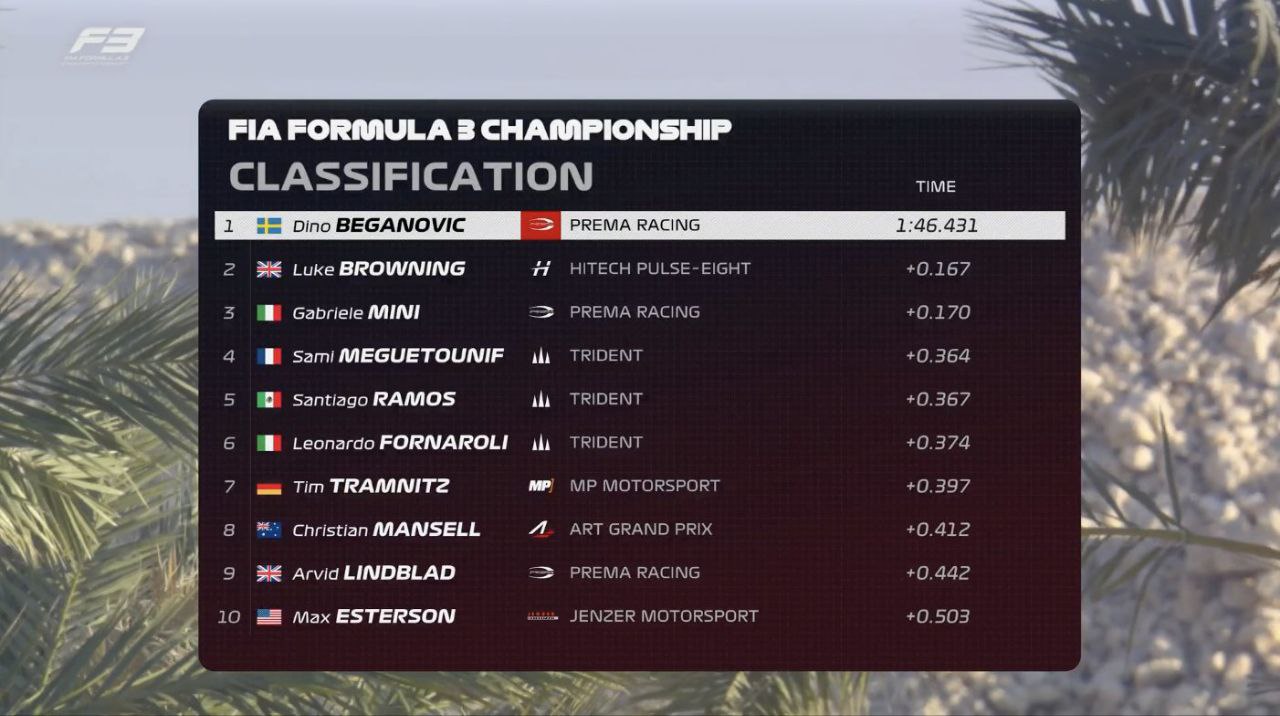 F3
FIA FORMULA 3 CHAMPIONSHIP
CLASSIFICATION
TIME
1 Dino BEGANOVIC PREMA RACING 1:46.431
2 Luke BROWNING H HITECH PULSE-EIGHT +0.167
3 Gabriele MINI PREMA RACING +0.170
4 Sami MEGUETOUNIF TRIDENT +0.364
5 Santiago RAMOS TRIDENT +0.367
6 Leonardo FORNAROLI TRIDENT +0.374
7 Tim TRAMNITZ MP MP MOTORSPORT +0.397
8 Christian MANSELL ART GRAND PRIX +0.412
9 Arvid LINDBLAD PREMA RACING +0.442
10 Max ESTERSON JENZER MOTORSPORT +0.503